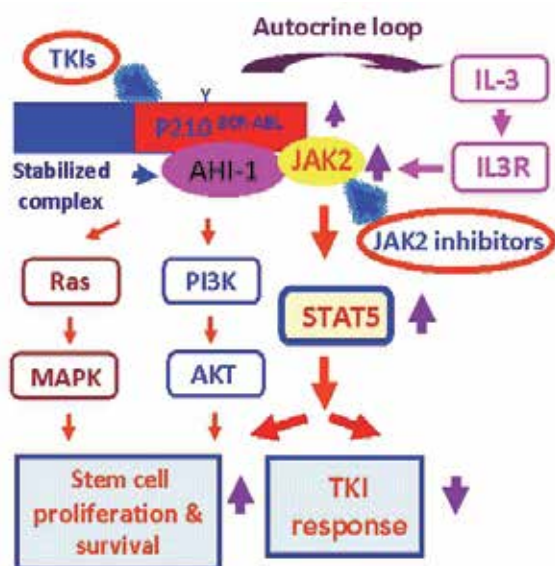 Autocrine loop
TKIs
IL-3
Y
P210 BCR-ABL
AHI-1
JAK2
IL3R
Stabilized
complex
JAK2 inhibitors
Ras
PI3K
STAT5
MAPK
AKT
Stem cell
proliferation &
survival
TKI
response